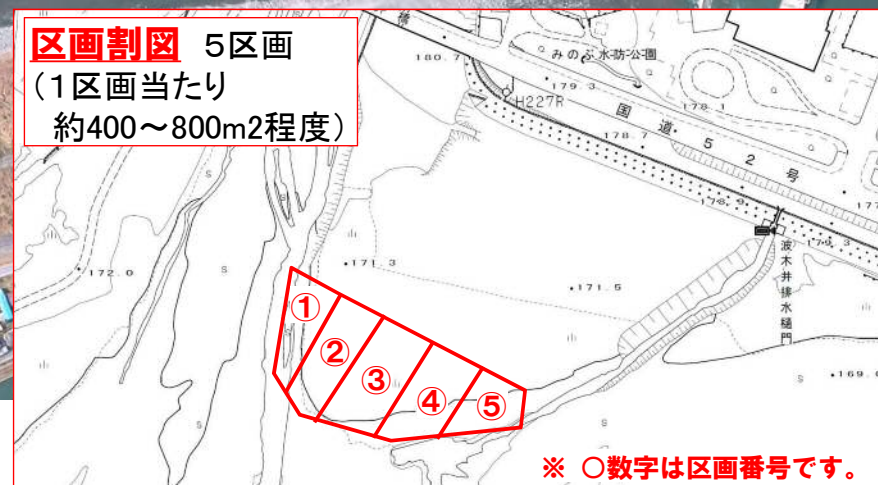 区画割図 5区画
(1区画当たり
約400~800m2程度)
橋
180.7
みのぶ水防公園
179.3
H227R
178.1
国道52号
178.7
178.9
179.3
波木井排水樋門
171.3
172.0
171.5
169.
①
②
③
④
⑤
※ ○数字は区画番号です。